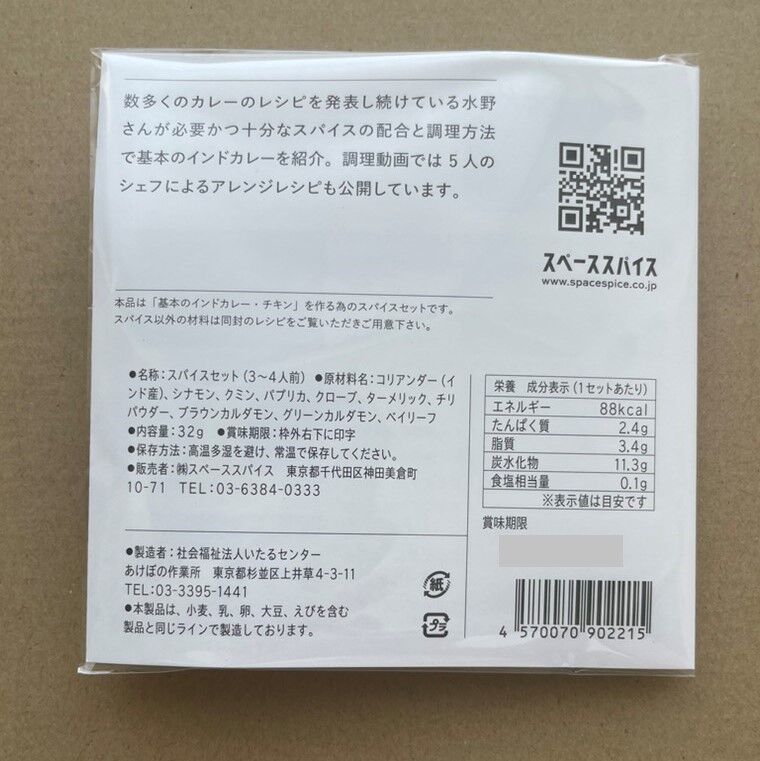 数多くのカレーのレシピを発表し続けている水野
さんが必要かつ十分なスパイスの配合と調理方法
で基本のインドカレーを紹介。調理動画では5人の
シェフによるアレンジレシピも公開しています。
スペーススパイス
www.spacespice.co.jp
本品は「基本のインドカレー・チキン」を作る為のスパイスセットです。
スパイス以外の材料は同封のレシピをご覧いただきご用意下さい。
●名称：スパイスセット（3〜4人前） ●原材料名：コリアンダー（イ
ンド産）、シナモン、クミン、パプリカ、クローブ、ターメリック、チリ
パウダー、ブラウンカルダモン、グリーンカルダモン、ベイリーフ
●内容量：32g ●賞味期限：枠外右下に印字
●保存方法：高温多湿を避け、常温で保存してください。
●販売者：㈱スペーススパイス 東京都千代田区神田美倉町
10-71 TEL：03-6384-0333
栄養 成分表示（1セットあたり）
エネルギー 88kcal
たんぱく質 2.4g
脂質 3.4g
炭水化物 11.3g
食塩相当量 0.1g
※表示値は目安です
賞味期限
●製造者：社会福祉法人いたるセンター
あけぼの作業所 東京都杉並区上井草4-3-11
TEL：03-3395-1441
●本製品は、小麦、乳、卵、大豆、えびを含む
製品と同じラインで製造しております。
紙
プラ
4 570070 902215